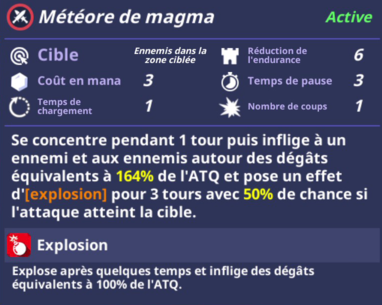 Météore de magma Active
Cible Ennemis dans la zone ciblée Réduction de l'endurance 6
Coût en mana 3 Temps de pause 3
Temps de chargement 1 Nombre de coups 1
Se concentre pendant 1 tour puis inflige à un
ennemi et aux ennemis autour des dégâts
équivalents à 164% de l'ATQ et pose un effet
d'[explosion] pour 3 tours avec 50% de chance si
l'attaque atteint la cible.
Explosion
Explose après quelques temps et inflige des dégâts
équivalents à 100% de l'ATQ.